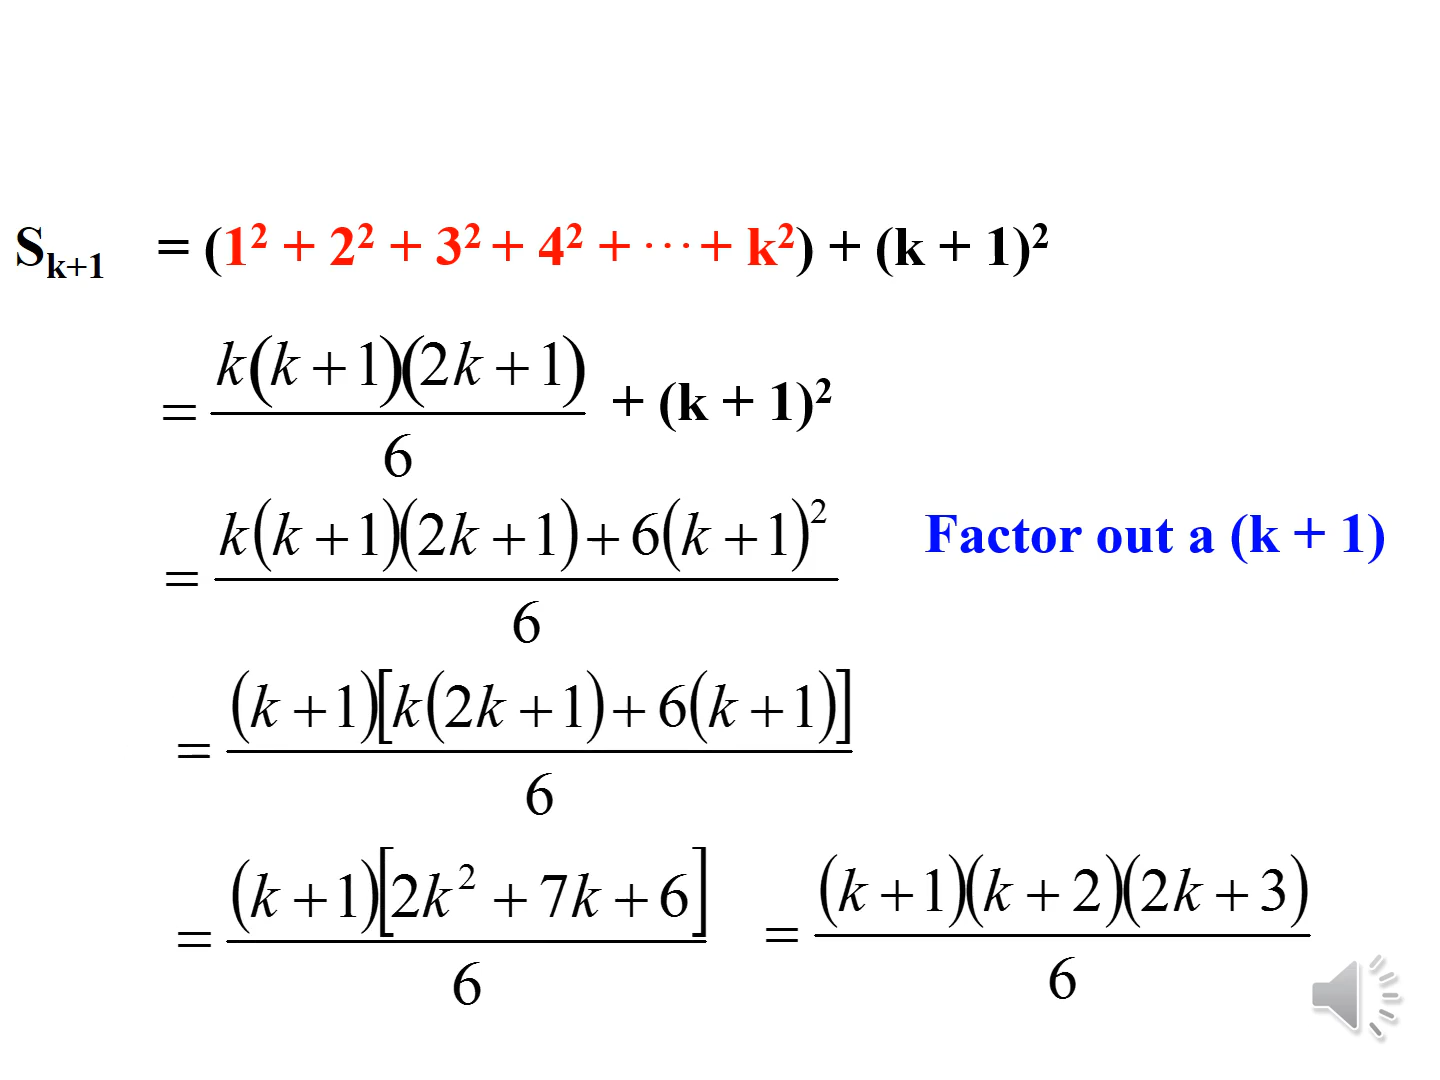 Sₖ₊₁ = (1² + 2² + 3² + 4² + ⋯ + k²) + (k + 1)²
= k(k+1)(2k+1) / 6 + (k + 1)²
= k(k+1)(2k+1)+6(k+1)² / 6 Factor out a (k + 1)
= (k+1)[k(2k+1)+6(k+1)] / 6
= (k+1)[2k²+7k+6] / 6 = (k+1)(k+2)(2k+3) / 6